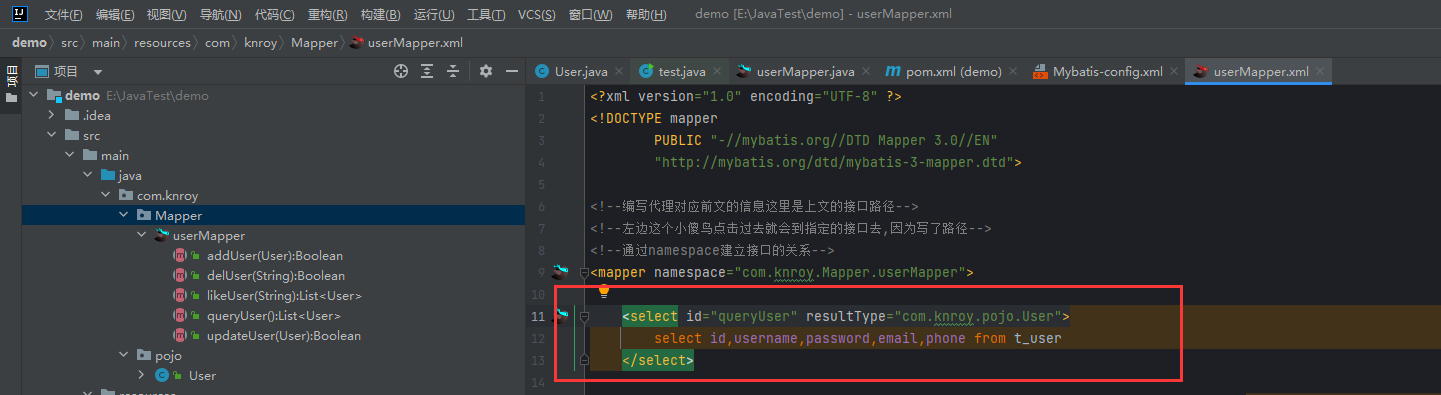 文件(F) 编辑(E) 视图(V) 导航(N) 代码(C) 重构(R) 构建(B) 运行(U) 工具(T) VCS(S) 窗口(W) 帮助(H) demo [E:\JavaTest\demo] - userMapper.xml
demo src main resources com knroy Mapper userMapper.xml
项目
项目
User.java test.java userMapper.java pom.xml (demo) Mybatis-config.xml userMapper.xml
demo E:\JavaTest\demo
.idea
src
main
java
com.knroy
Mapper
userMapper
addUser(User):Boolean
delUser(String):Boolean
likeUser(String):List<User>
queryUser():List<User>
updateUser(User):Boolean
pojo
User
1 <?xml version="1.0" encoding="UTF-8" ?>
2 <!DOCTYPE mapper
3 PUBLIC "-//mybatis.org//DTD Mapper 3.0//EN"
4 "http://mybatis.org/dtd/mybatis-3-mapper.dtd">
5
6 <!--编写代理对应前文的信息这里是上文的接口路径-->
7 <!--左边这个小傻鸟点击过去就会到指定的接口去,因为写了路径-->
8 <!--通过namespace建立接口的关系-->
9 <mapper namespace="com.knroy.Mapper.userMapper">
10
11 <select id="queryUser" resultType="com.knroy.pojo.User">
12 select id,username,password,email,phone from t_user
13 </select>
14